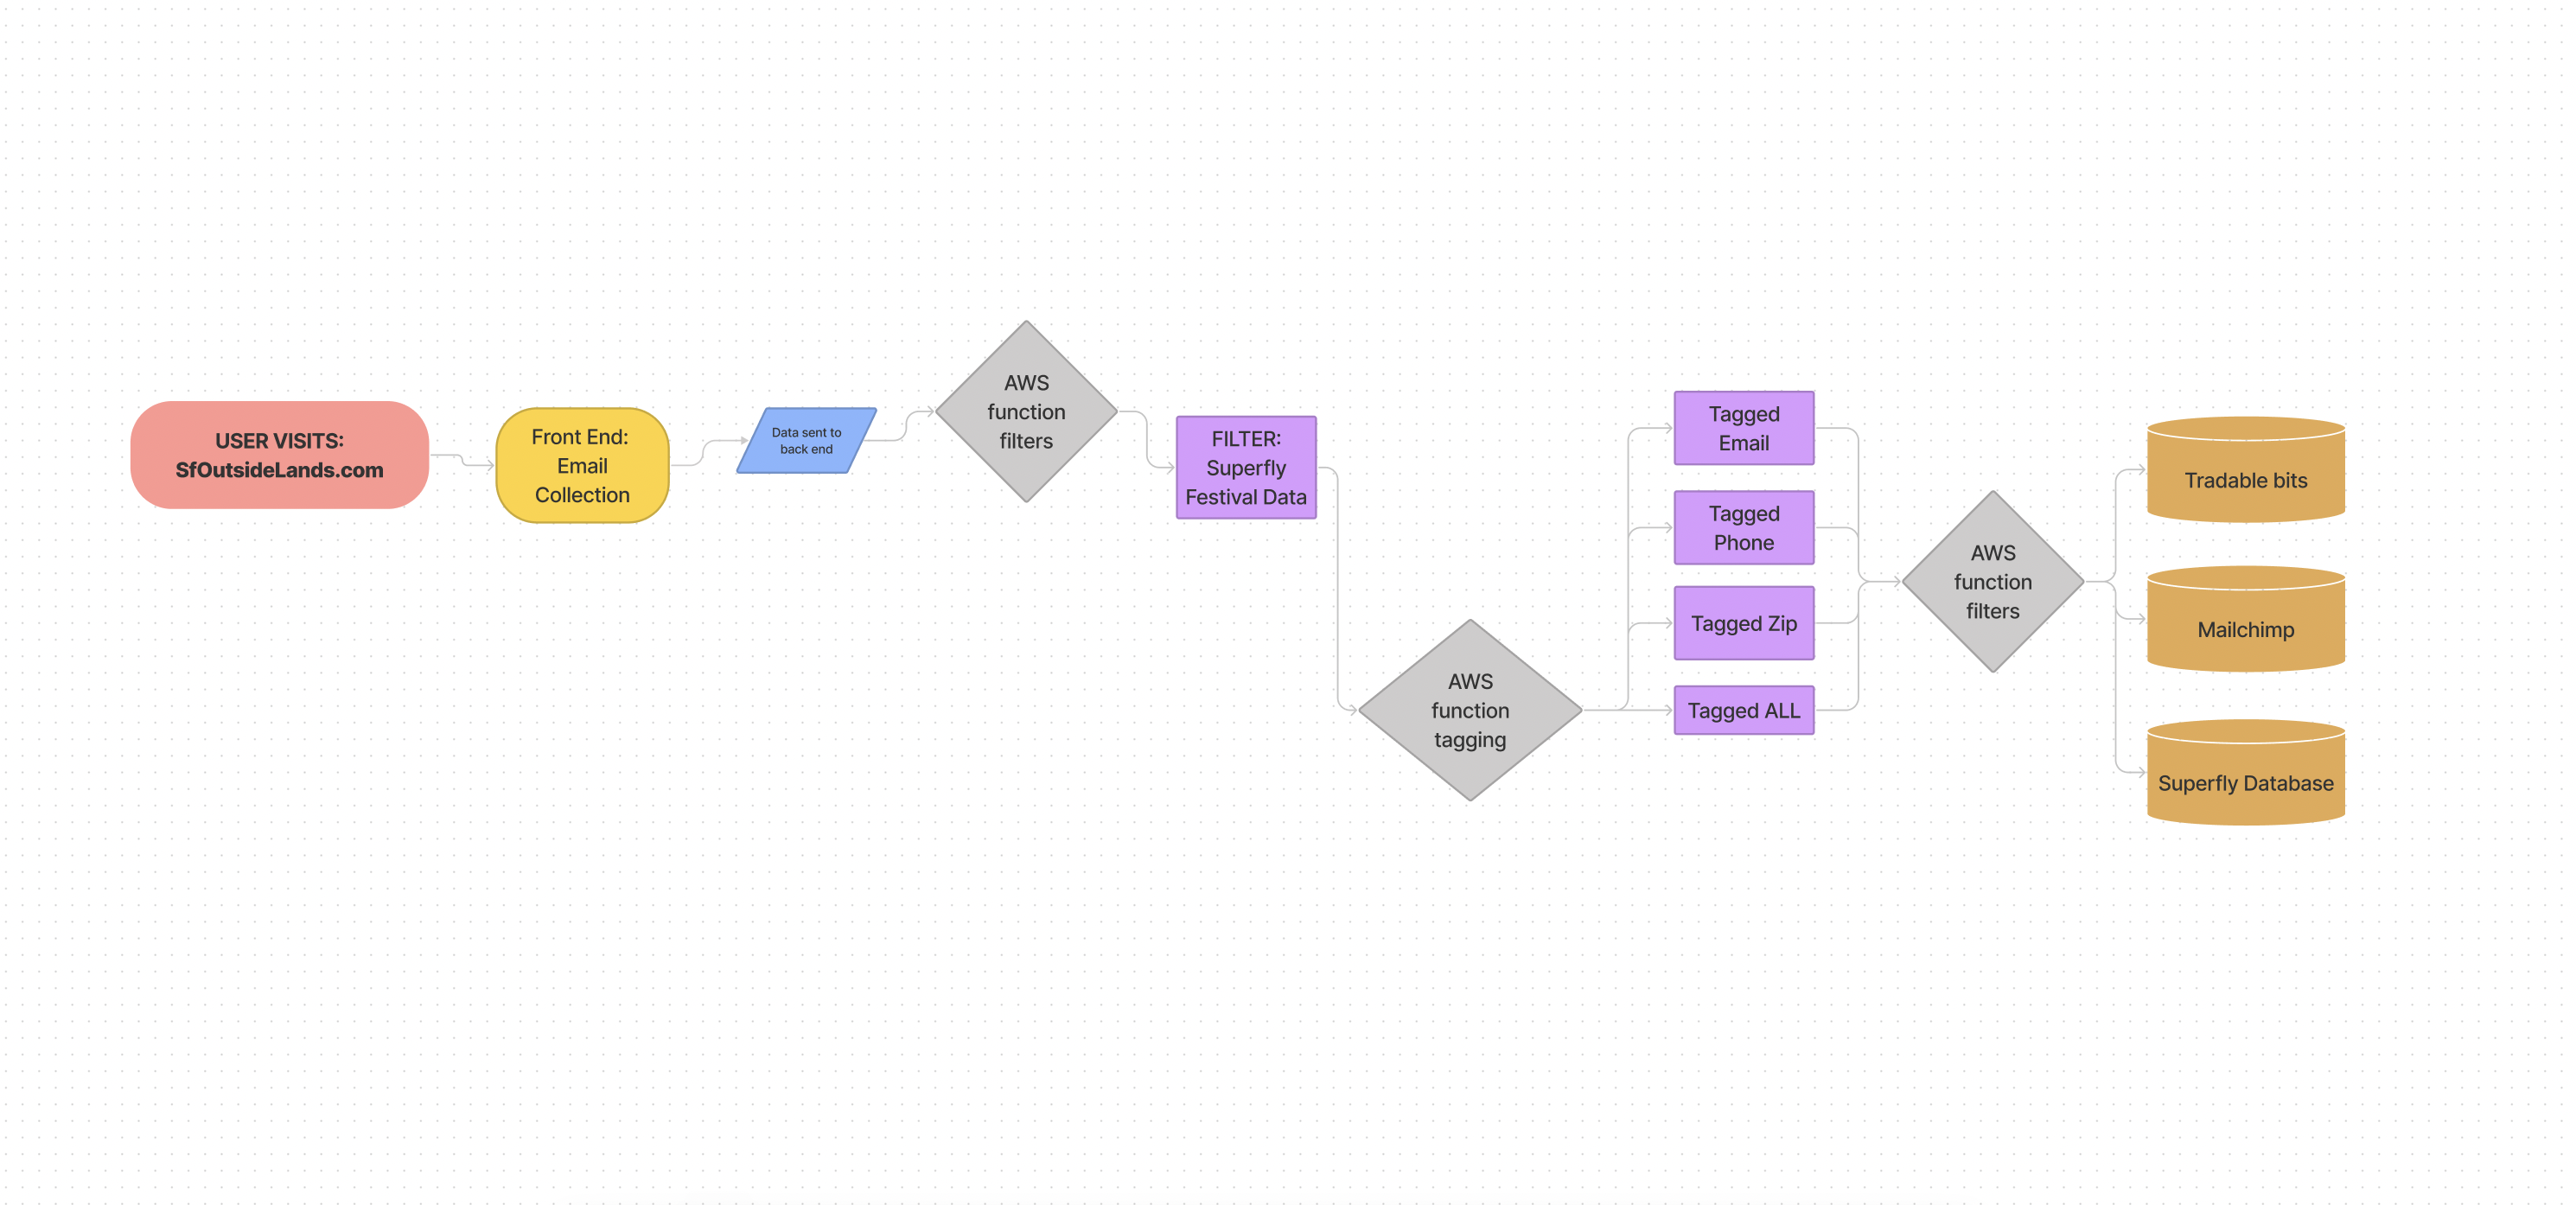 USER VISITS:
SfOutsideLands.com
Front End:
Email
Collection
Data sent to
back end
AWS
function
filters
FILTER:
Superfly
Festival Data
AWS
function
tagging
Tagged
Email
Tagged
Phone
Tagged Zip
Tagged ALL
AWS
function
filters
Tradable bits
Mailchimp
Superfly Database